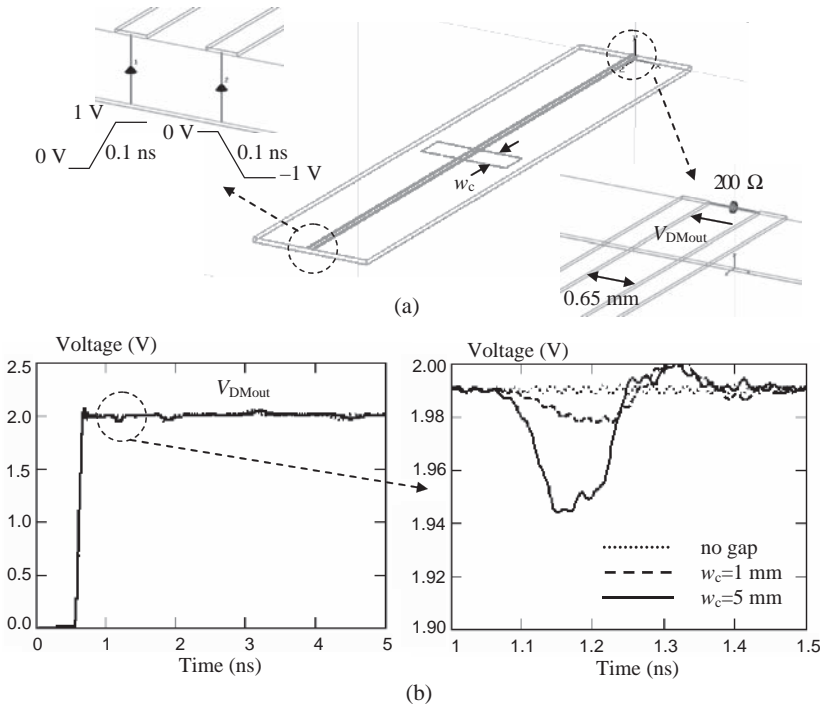 1 V
0 V
0.1 ns
0 V
0.1 ns
–1 V
w_c
200 Ω
V_DMout
0.65 mm
(a)
Voltage (V)
2.5
2.0
1.5
1.0
0.5
0.0
0
1
2
3
4
5
Time (ns)
V_DMout
Voltage (V)
2.00
1.98
1.96
1.94
1.92
1.90
1
1.1
1.2
1.3
1.4
1.5
Time (ns)
no gap
w_c=1 mm
w_c=5 mm
(b)